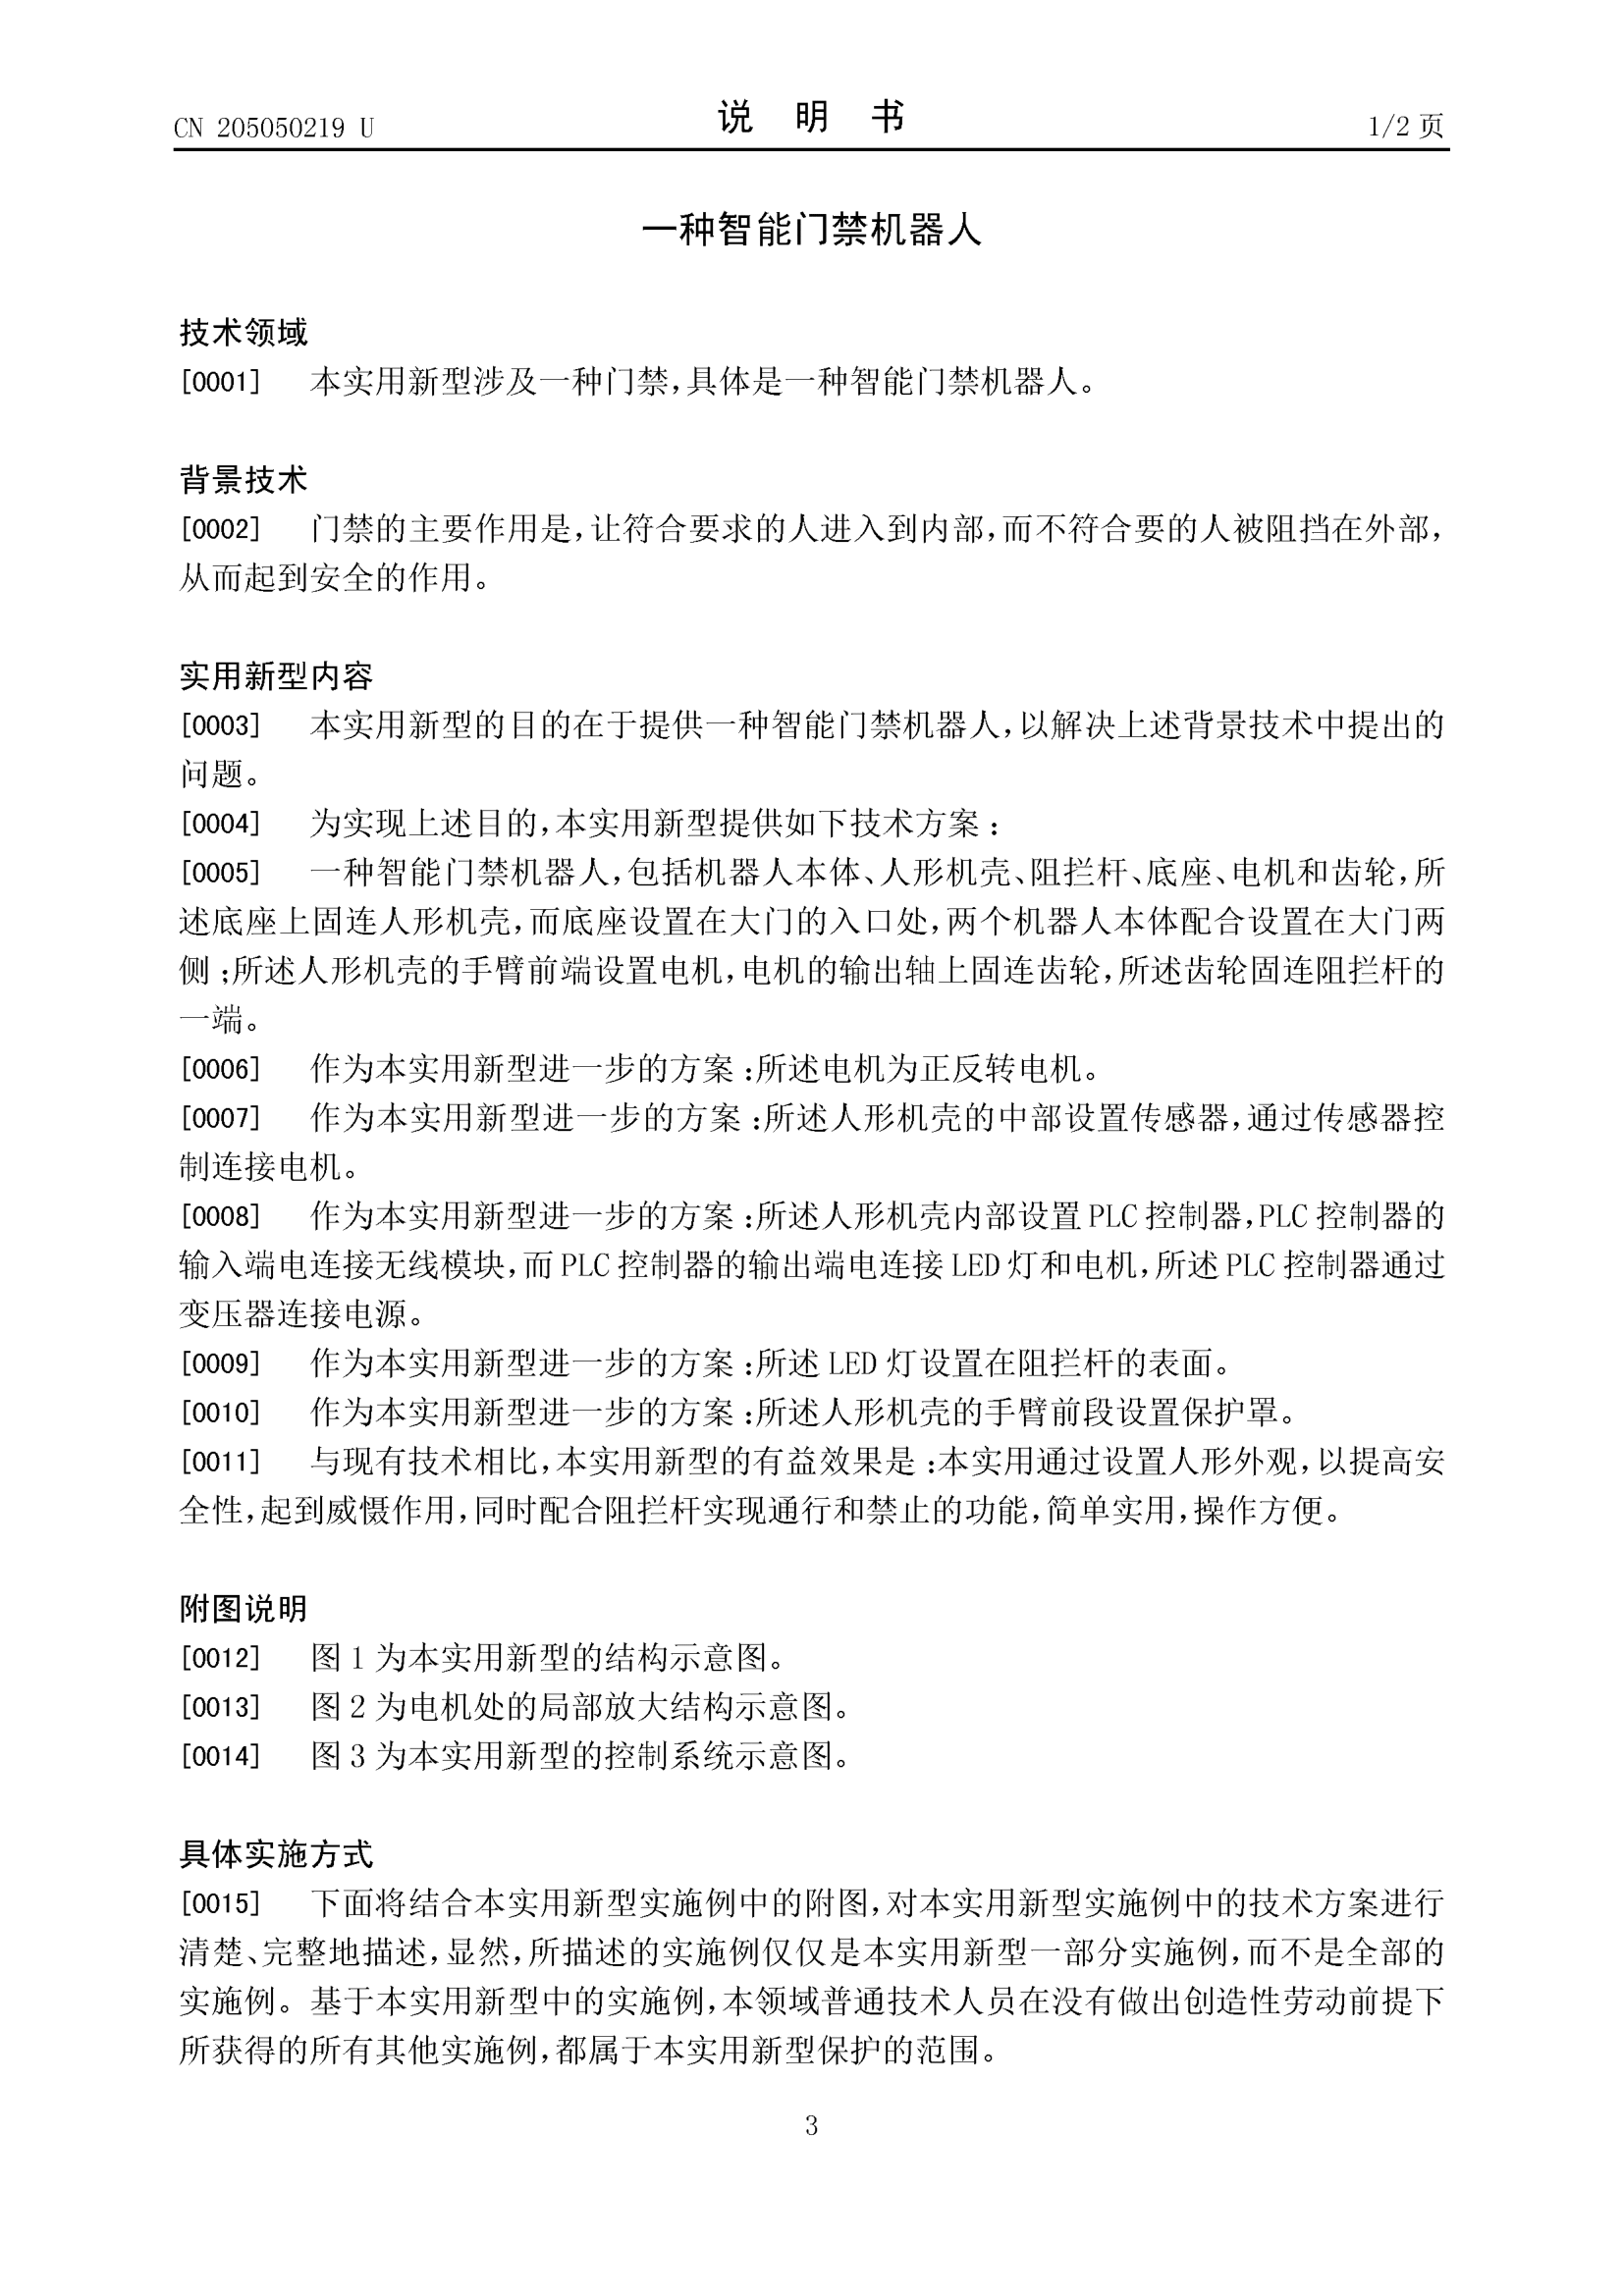 CN 205050219 U
说 明 书
1/2 页
一种智能门禁机器人
技术领域
[0001] 本实用新型涉及一种门禁,具体是一种智能门禁机器人。
背景技术
[0002] 门禁的主要作用是,让符合要求的人进入到内部,而不符合要的人被阻挡在外部,
从而起到安全的作用。
实用新型内容
[0003] 本实用新型的目的在于提供一种智能门禁机器人,以解决上述背景技术中提出的
问题。
[0004] 为实现上述目的,本实用新型提供如下技术方案:
[0005] 一种智能门禁机器人,包括机器人本体、人形机壳、阻拦杆、底座、电机和齿轮,所
述底座上固连人形机壳,而底座设置在大门的入口处,两个机器人本体配合设置在大门两
侧;所述人形机壳的手臂前端设置电机,电机的输出轴上固连齿轮,所述齿轮固连阻拦杆的
一端。
[0006] 作为本实用新型进一步的方案:所述电机为正反转电机。
[0007] 作为本实用新型进一步的方案:所述人形机壳的中部设置传感器,通过传感器控
制连接电机。
[0008] 作为本实用新型进一步的方案:所述人形机壳内部设置 PLC 控制器,PLC 控制器的
输入端电连接无线模块,而 PLC 控制器的输出端电连接 LED 灯和电机,所述 PLC 控制器通过
变压器连接电源。
[0009] 作为本实用新型进一步的方案:所述 LED 灯设置在阻拦杆的表面。
[0010] 作为本实用新型进一步的方案:所述人形机壳的手臂前段设置保护罩。
[0011] 与现有技术相比,本实用新型的有益效果是:本实用通过设置人形外观,以提高安
全性,起到威慑作用,同时配合阻拦杆实现通行和禁止的功能,简单实用,操作方便。
附图说明
[0012] 图 1 为本实用新型的结构示意图。
[0013] 图 2 为电机处的局部放大结构示意图。
[0014] 图 3 为本实用新型的控制系统示意图。
具体实施方式
[0015] 下面将结合本实用新型实施例中的附图,对本实用新型实施例中的技术方案进行
清楚、完整地描述,显然,所描述的实施例仅仅是本实用新型一部分实施例,而不是全部的
实施例。基于本实用新型中的实施例,本领域普通技术人员在没有做出创造性劳动前提下
所获得的所有其他实施例,都属于本实用新型保护的范围。
3